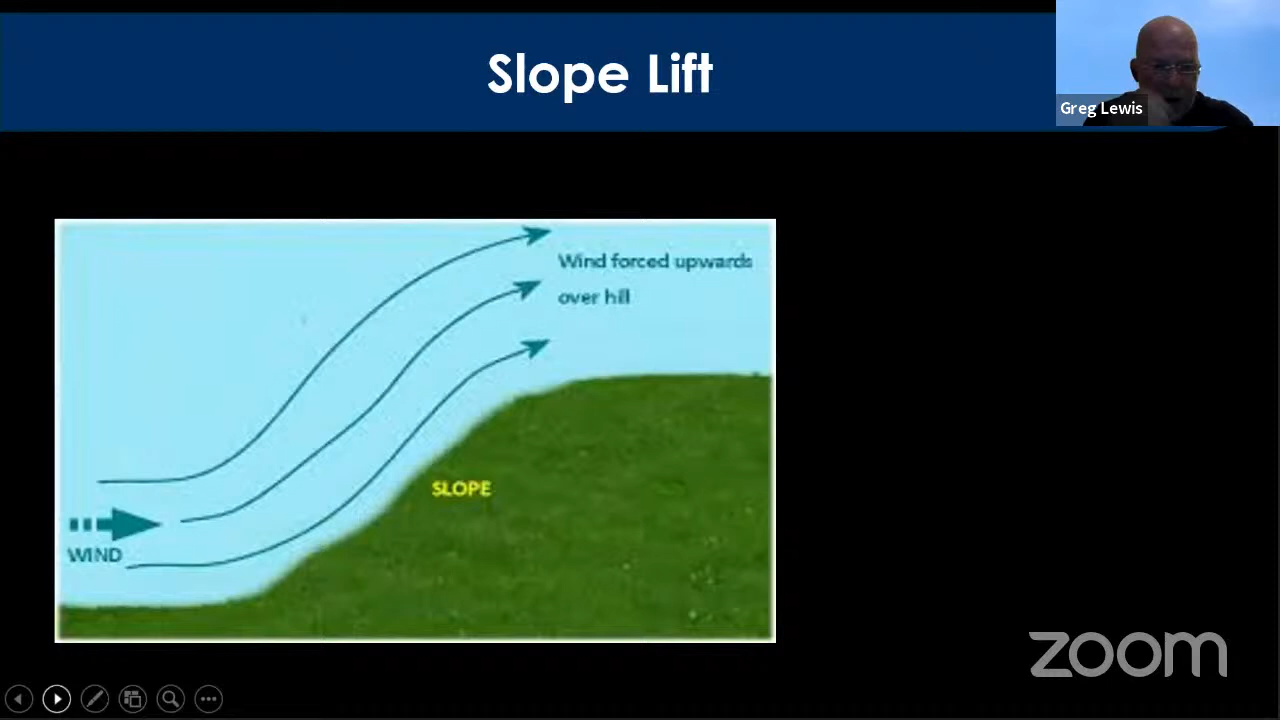 Slope Lift
Greg Lewis
Wind forced upwards
over hill
SLOPE
WIND
zoom